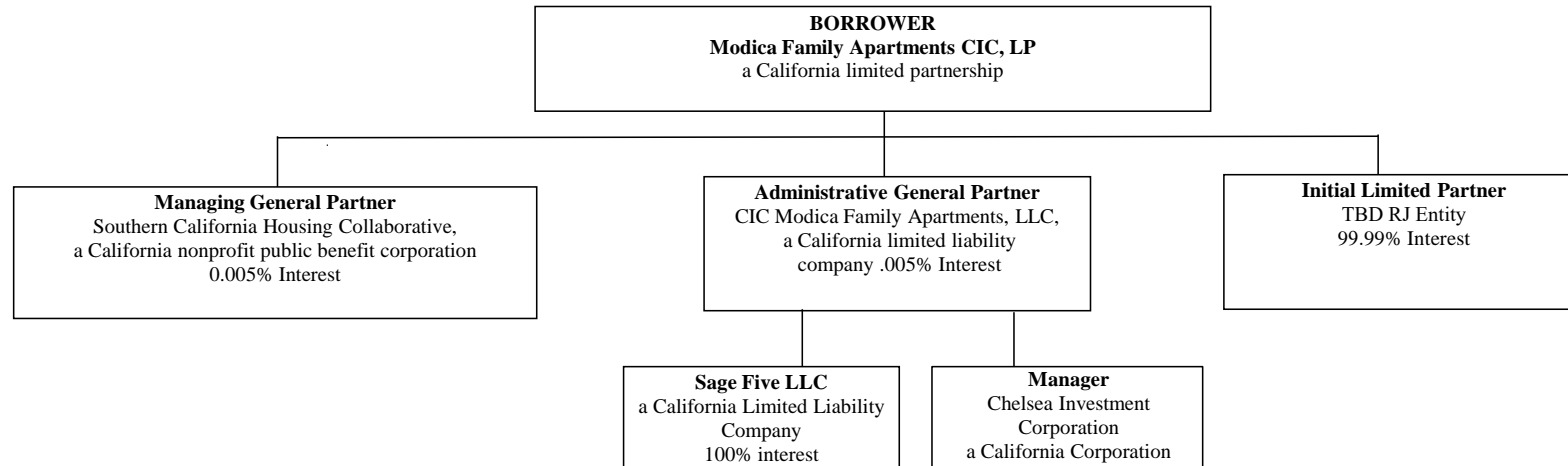 BORROWER
Modica Family Apartments CIC, LP
a California limited partnership
Managing General Partner
Southern California Housing Collaborative,
a California nonprofit public benefit corporation
0.005% Interest
Administrative General Partner
CIC Modica Family Apartments, LLC,
a California limited liability
company .005% Interest
Initial Limited Partner
TBD RJ Entity
99.99% Interest
Sage Five LLC
a California Limited Liability
Company
100% interest
Manager
Chelsea Investment
Corporation
a California Corporation